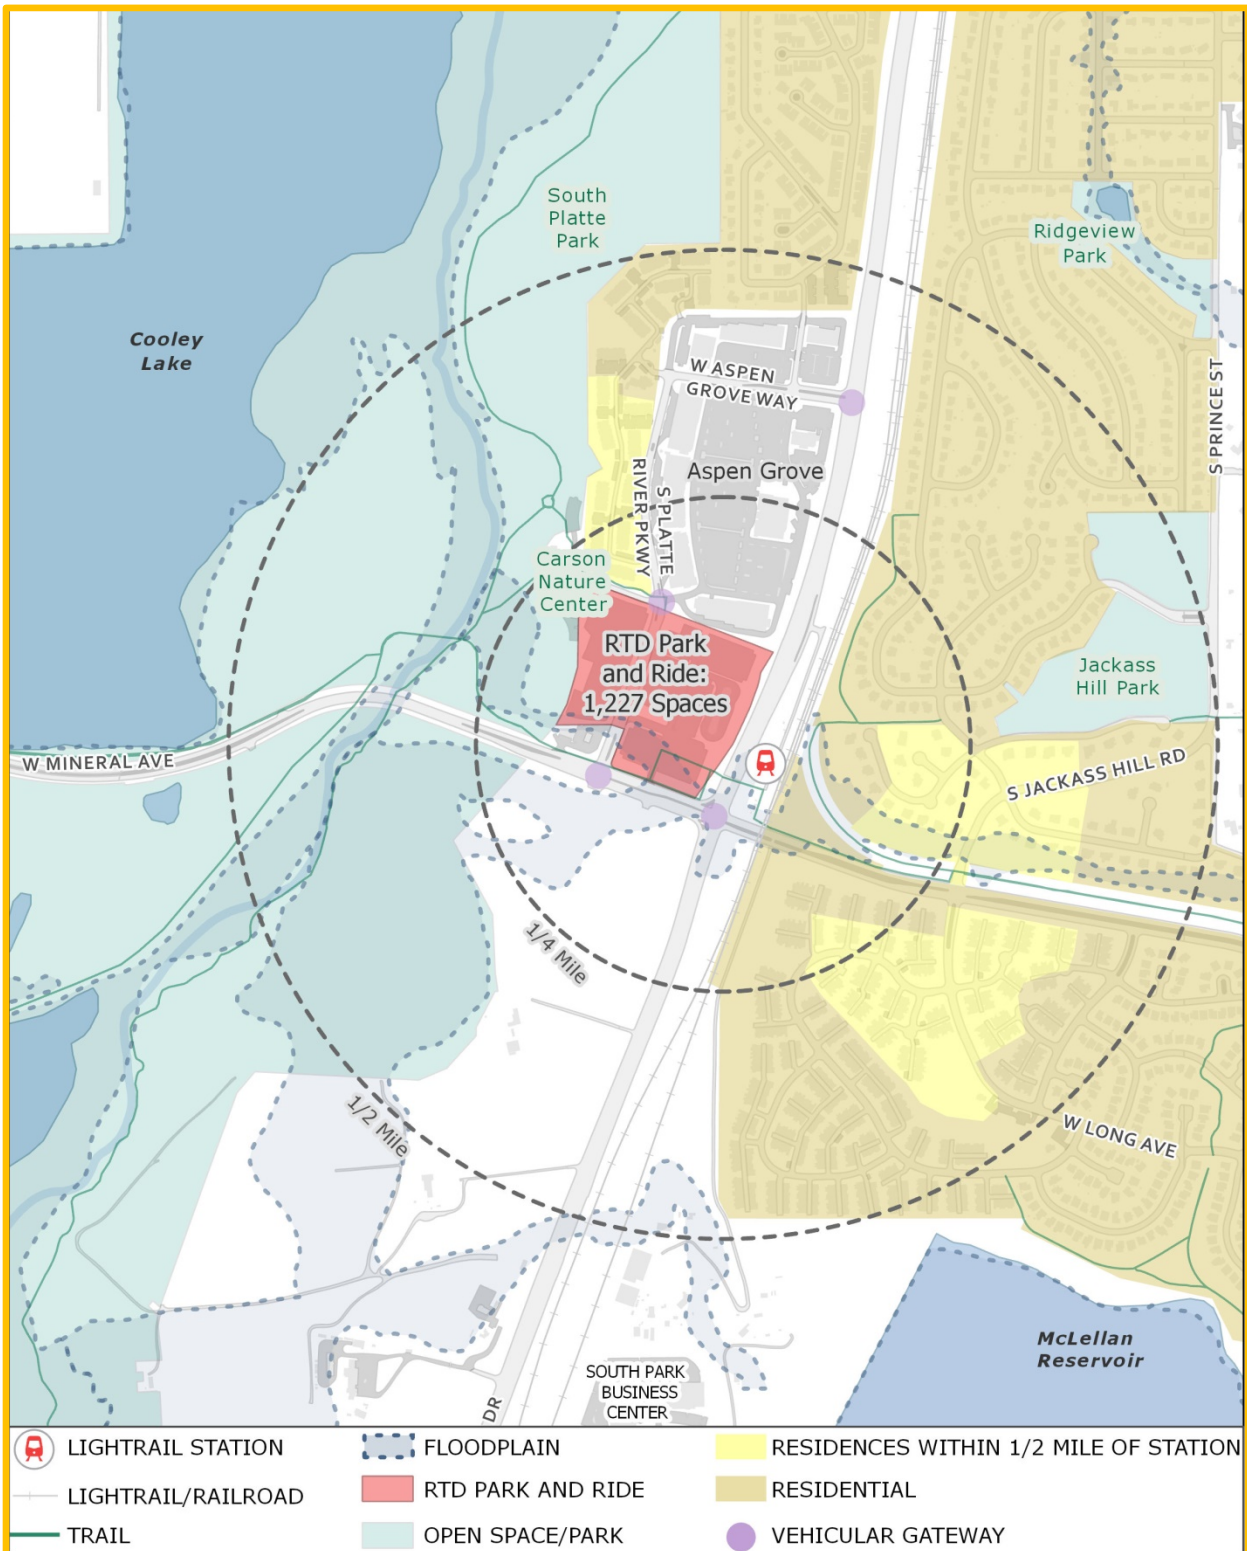 South
Platte
Park
Ridgeview
Park
Cooley
Lake
W ASPEN
GROVE WAY
S PRINCE ST
Aspen Grove
S PLATTE
RIVER PKWY
Carson
Nature
Center
RTD Park
and Ride:
1,227 Spaces
Jackass
Hill Park
W MINERAL AVE
S JACKASS HILL RD
1/4 Mile
1/2 Mile
W LONG AVE
McLellan
Reservoir
SOUTH PARK
BUSINESS
CENTER
DR
LIGHTRAIL STATION
LIGHTRAIL/RAILROAD
TRAIL
FLOODPLAIN
RTD PARK AND RIDE
OPEN SPACE/PARK
RESIDENCES WITHIN 1/2 MILE OF STATION
RESIDENTIAL
VEHICULAR GATEWAY